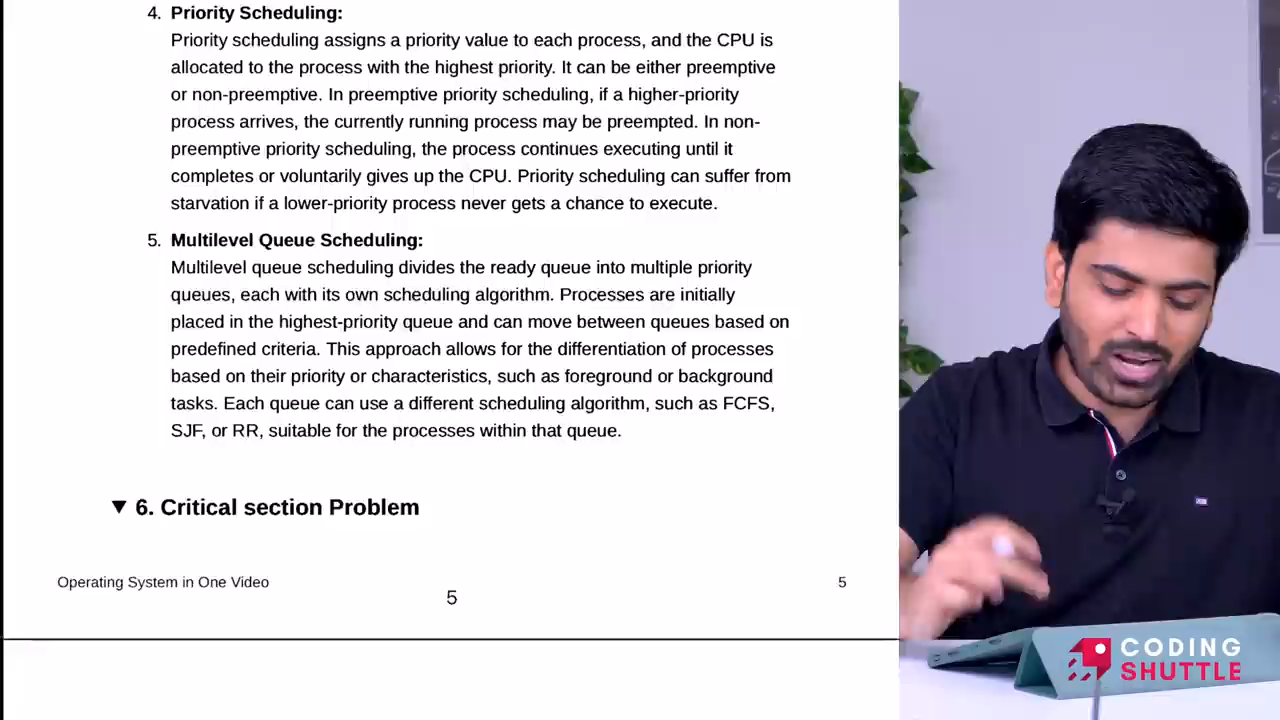 4. Priority Scheduling:
Priority scheduling assigns a priority value to each process, and the CPU is
allocated to the process with the highest priority. It can be either preemptive
or non-preemptive. In preemptive priority scheduling, if a higher-priority
process arrives, the currently running process may be preempted. In non-
preemptive priority scheduling, the process continues executing until it
completes or voluntarily gives up the CPU. Priority scheduling can suffer from
starvation if a lower-priority process never gets a chance to execute.
5. Multilevel Queue Scheduling:
Multilevel queue scheduling divides the ready queue into multiple priority
queues, each with its own scheduling algorithm. Processes are initially
placed in the highest-priority queue and can move between queues based on
predefined criteria. This approach allows for the differentiation of processes
based on their priority or characteristics, such as foreground or background
tasks. Each queue can use a different scheduling algorithm, such as FCFS,
SJF, or RR, suitable for the processes within that queue.
▼ 6. Critical section Problem
Operating System in One Video
5
5
CODING
SHUTTLE